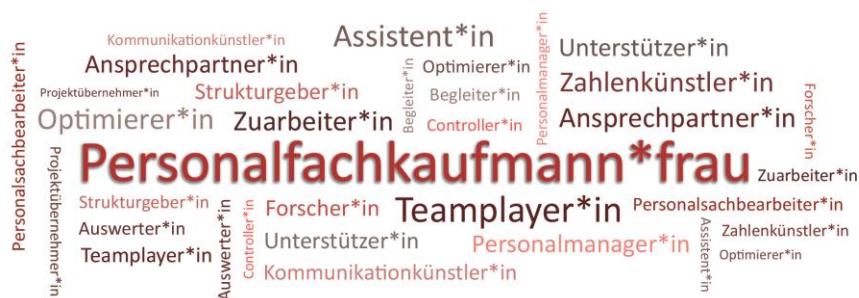 Personalsachbearbeiter*in
Kommunikationkünstler*in
Ansprechpartner*in
Projektübernehmer*in
Strukturgeber*in
Optimierer*in
Zuarbeiter*in
Assistent*in
Begleiter*in
Optimierer*in
Begleiter*in
Controller*in
Personalmanager*in
Unterstützer*in
Zahlenkünstler*in
Ansprechpartner*in
Forscher*in
Personalfachkaufmann*frau
Zuarbeiter*in
Projektübernehmer*in
Strukturgeber*in
Auswerter*in
Teamplayer*in
Auswerter*in
Controller*in
Forscher*in
Teamplayer*in
Personalsachbearbeiter*in
Unterstützer*in
Personalmanager*in
Kommunikationkünstler*in
Assistent*in
Zahlenkünstler*in
Optimierer*in